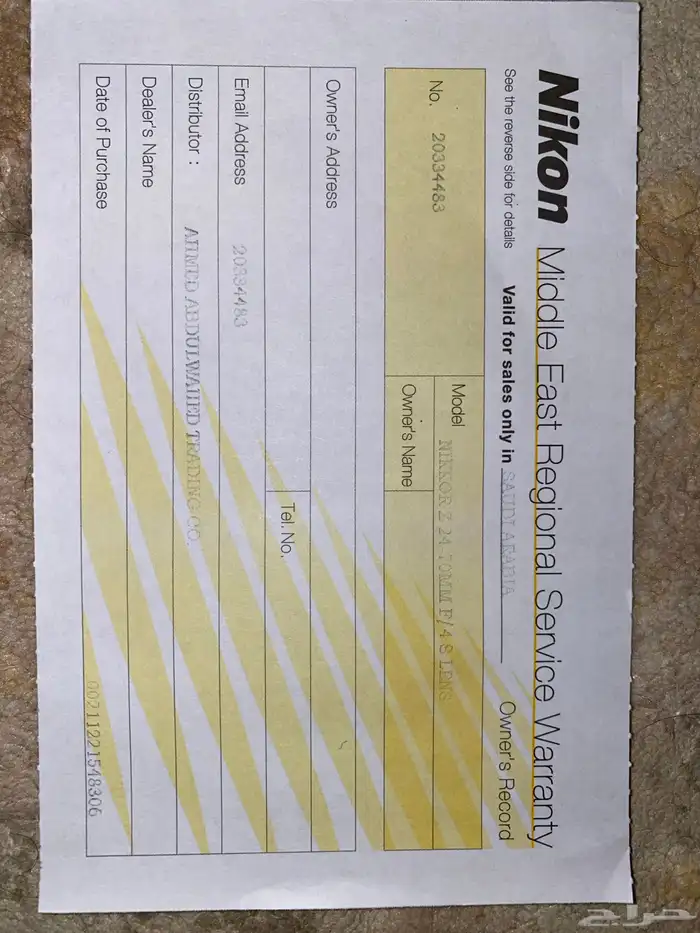 Nikon Middle East Regional Service Warranty
See the reverse side for details Valid for sales only in SAUDI ARABIA Owner's Record
No. 20334483
Model NIKKOR Z 24-70MM F/4 S LENS
Owner's Name
Owner's Address
Tel. No.
Email Address 20334483
Distributor : AHMED ABDULWAHED TRADING CO.
Dealer's Name
Date of Purchase 00211221548306
حراج